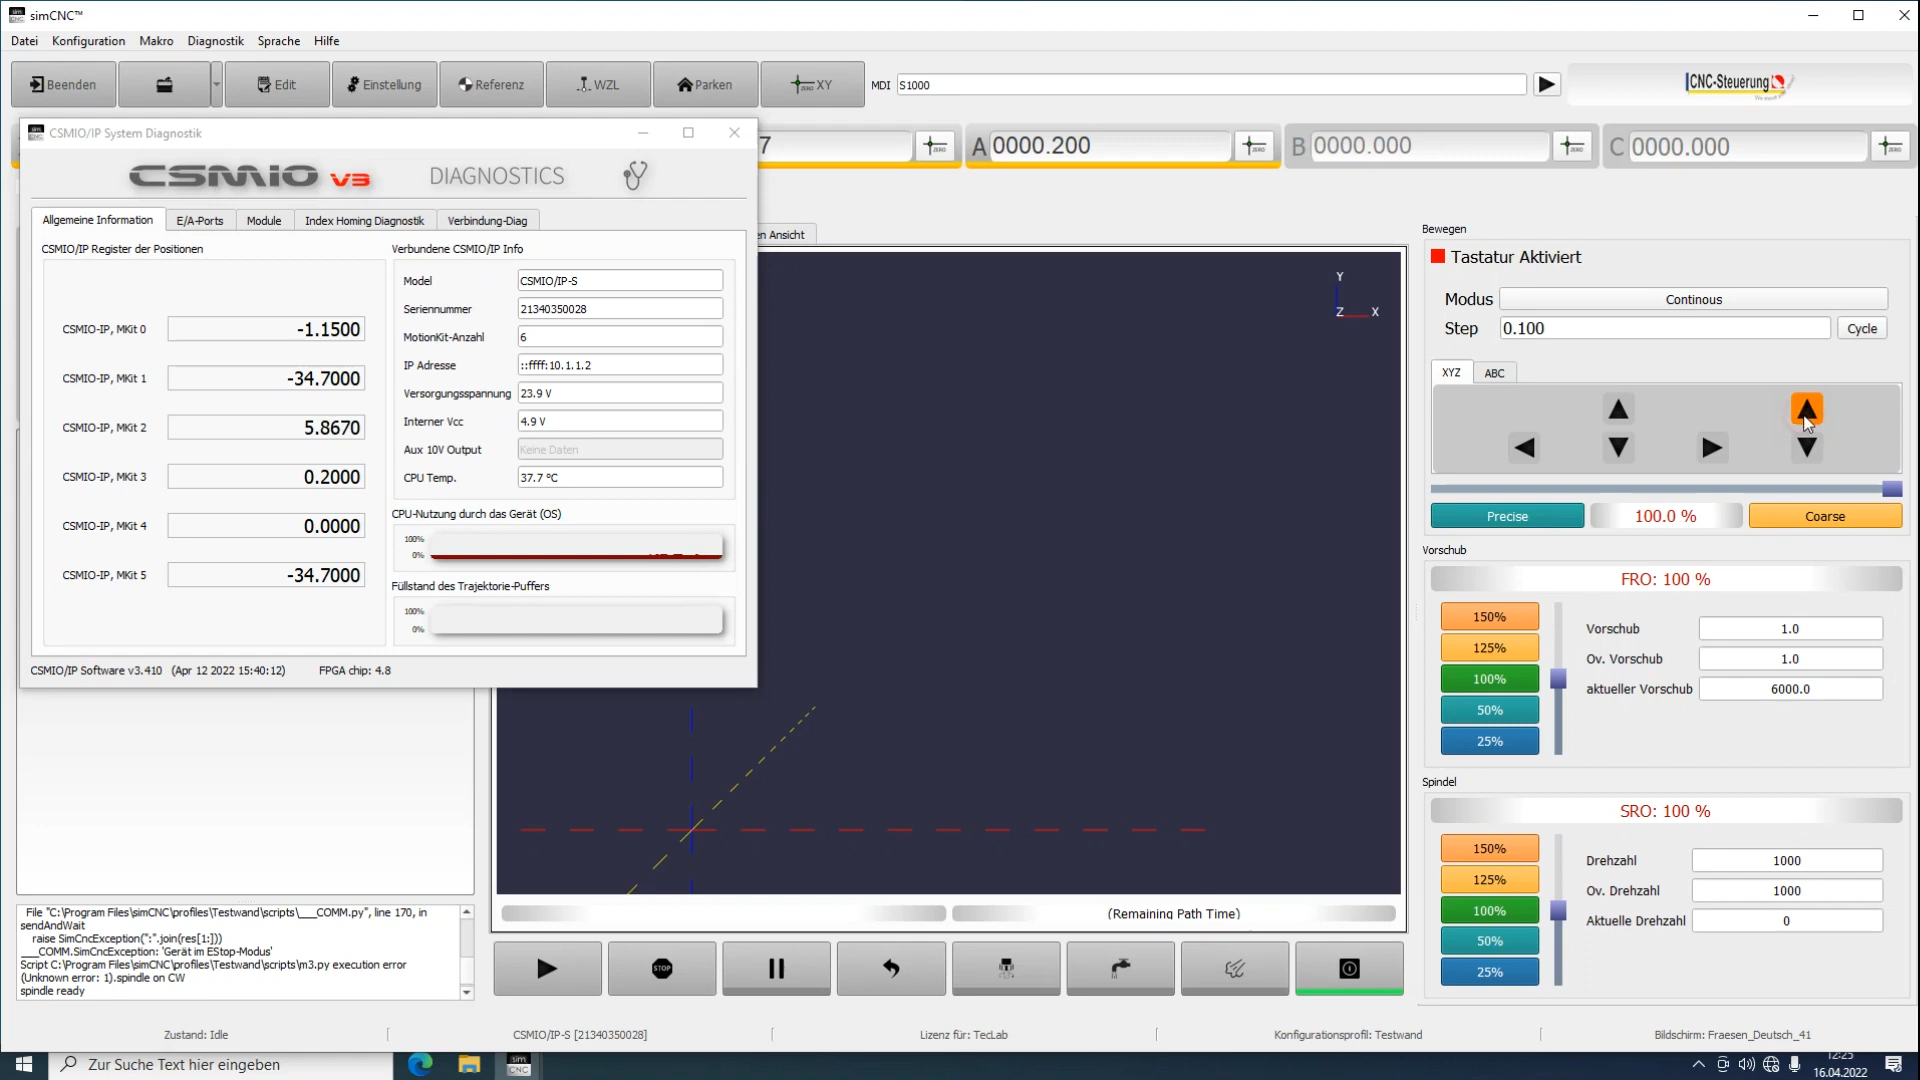 simCNC™
Datei Konfiguration Makro Diagnostik Sprache Hilfe
Beenden Edit Einstellung Referenz WZL Parken XY MDI S1000 CNC-Steuerung
CSMIO/IP System Diagnostik
7 ZERO A 0000.200 ZERO B 0000.000 ZERO C 0000.000 ZERO
CSMIO V3 DIAGNOSTICS
Allgemeine Information E/A-Ports Module Index Homing Diagnostik Verbindung-Diag
en Ansicht
CSMIO/IP Register der Positionen
CSMIO-IP, MKit 0 -1.1500
CSMIO-IP, MKit 1 -34.7000
CSMIO-IP, MKit 2 5.8670
CSMIO-IP, MKit 3 0.2000
CSMIO-IP, MKit 4 0.0000
CSMIO-IP, MKit 5 -34.7000
Verbundene CSMIO/IP Info
Model CSMIO/IP-S
Seriennummer 21340350028
MotionKit-Anzahl 6
IP Adresse ::ffff:10.1.1.2
Versorgungsspannung 23.9 V
Interner Vcc 4.9 V
Aux 10V Output Keine Daten
CPU Temp. 37.7 °C
CPU-Nutzung durch das Gerät (OS)
100%
0%
Füllstand des Trajektorie-Puffers
100%
0%
CSMIO/IP Software v3.410 (Apr 12 2022 15:40:12) FPGA chip: 4.8
Y
Z X
Bewegen
Tastatur Aktiviert
Modus Continous
Step 0.100 Cycle
XYZ ABC
Precise 100.0 % Coarse
Vorschub
FRO: 100 %
150%
125%
100%
50%
25%
Vorschub 1.0
Ov. Vorschub 1.0
aktueller Vorschub 6000.0
Spindel
SRO: 100 %
150%
125%
100%
50%
25%
Drehzahl 1000
Ov. Drehzahl 1000
Aktuelle Drehzahl 0
(Remaining Path Time)
File "C:\Program Files\simCNC\profiles\Testwand\scripts\___COMM.py", line 170, in
sendAndWait
raise SimCncException(":".join(res[1:]))
___COMM.SimCncException: 'Gerät im EStop-Modus'
Script C:\Program Files\simCNC\profiles\Testwand\scripts\m3.py execution error
(Unknown error: 1).spindle on CW
spindle ready
STOP
Zustand: Idle CSMIO/IP-S [21340350028] Lizenz für: TecLab Konfigurationsprofil: Testwand Bildschirm: Fraesen_Deutsch_41
Zur Suche Text hier eingeben
sim CNC
12:25
16.04.2022